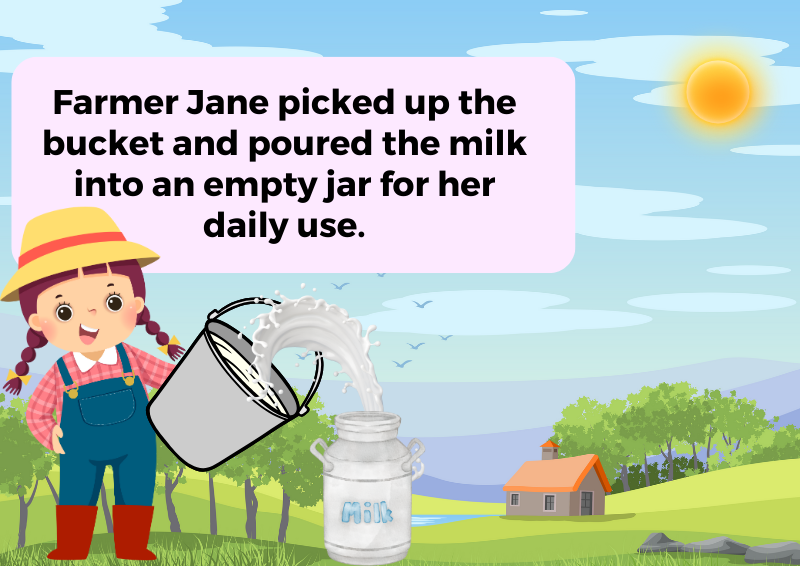 Farmer Jane picked up the
bucket and poured the milk
into an empty jar for her
daily use.
Milk